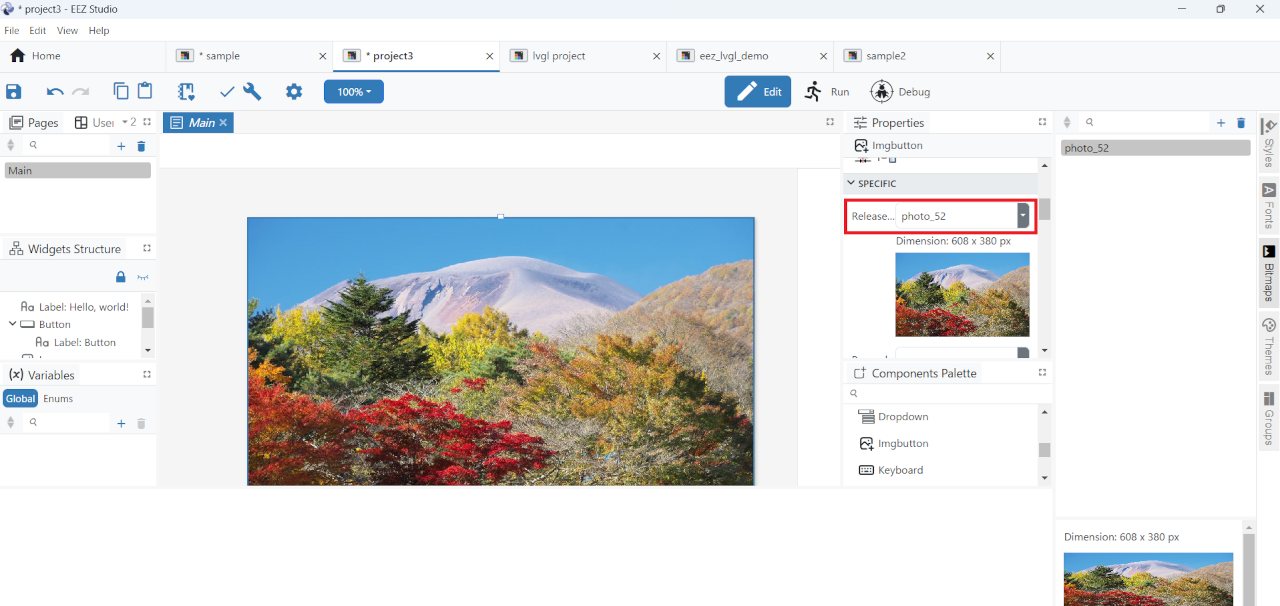 * project3 - EEZ Studio
File Edit View Help
Home
* sample
* project3
lvgl project
eez_lvgl_demo
sample2
100%
Edit
Run
Debug
Pages
User
2
Main
Main
Widgets Structure
Label: Hello, world!
Button
Label: Button
(x) Variables
Global Enums
Properties
Imgbutton
SPECIFIC
Release... photo_52
Dimension: 608 x 380 px
Components Palette
Dropdown
Imgbutton
Keyboard
photo_52
Dimension: 608 x 380 px
Styles
A Fonts
Bitmaps
Themes
Groups